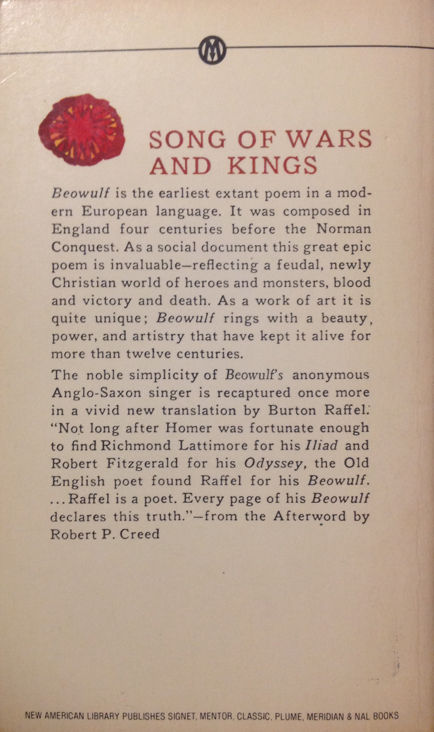 M
SONG OF WARS
AND KINGS
Beowulf is the earliest extant poem in a mod-
ern European language. It was composed in
England four centuries before the Norman
Conquest. As a social document this great epic
poem is invaluable—reflecting a feudal, newly
Christian world of heroes and monsters, blood
and victory and death. As a work of art it is
quite unique; Beowulf rings with a beauty,
power, and artistry that have kept it alive for
more than twelve centuries.
The noble simplicity of Beowulf's anonymous
Anglo-Saxon singer is recaptured once more
in a vivid new translation by Burton Raffel.
"Not long after Homer was fortunate enough
to find Richmond Lattimore for his Iliad and
Robert Fitzgerald for his Odyssey, the Old
English poet found Raffel for his Beowulf.
...Raffel is a poet. Every page of his Beowulf
declares this truth."—from the Afterword by
Robert P. Creed
NEW AMERICAN LIBRARY PUBLISHES SIGNET, MENTOR, CLASSIC, PLUME, MERIDIAN & NAL BOOKS